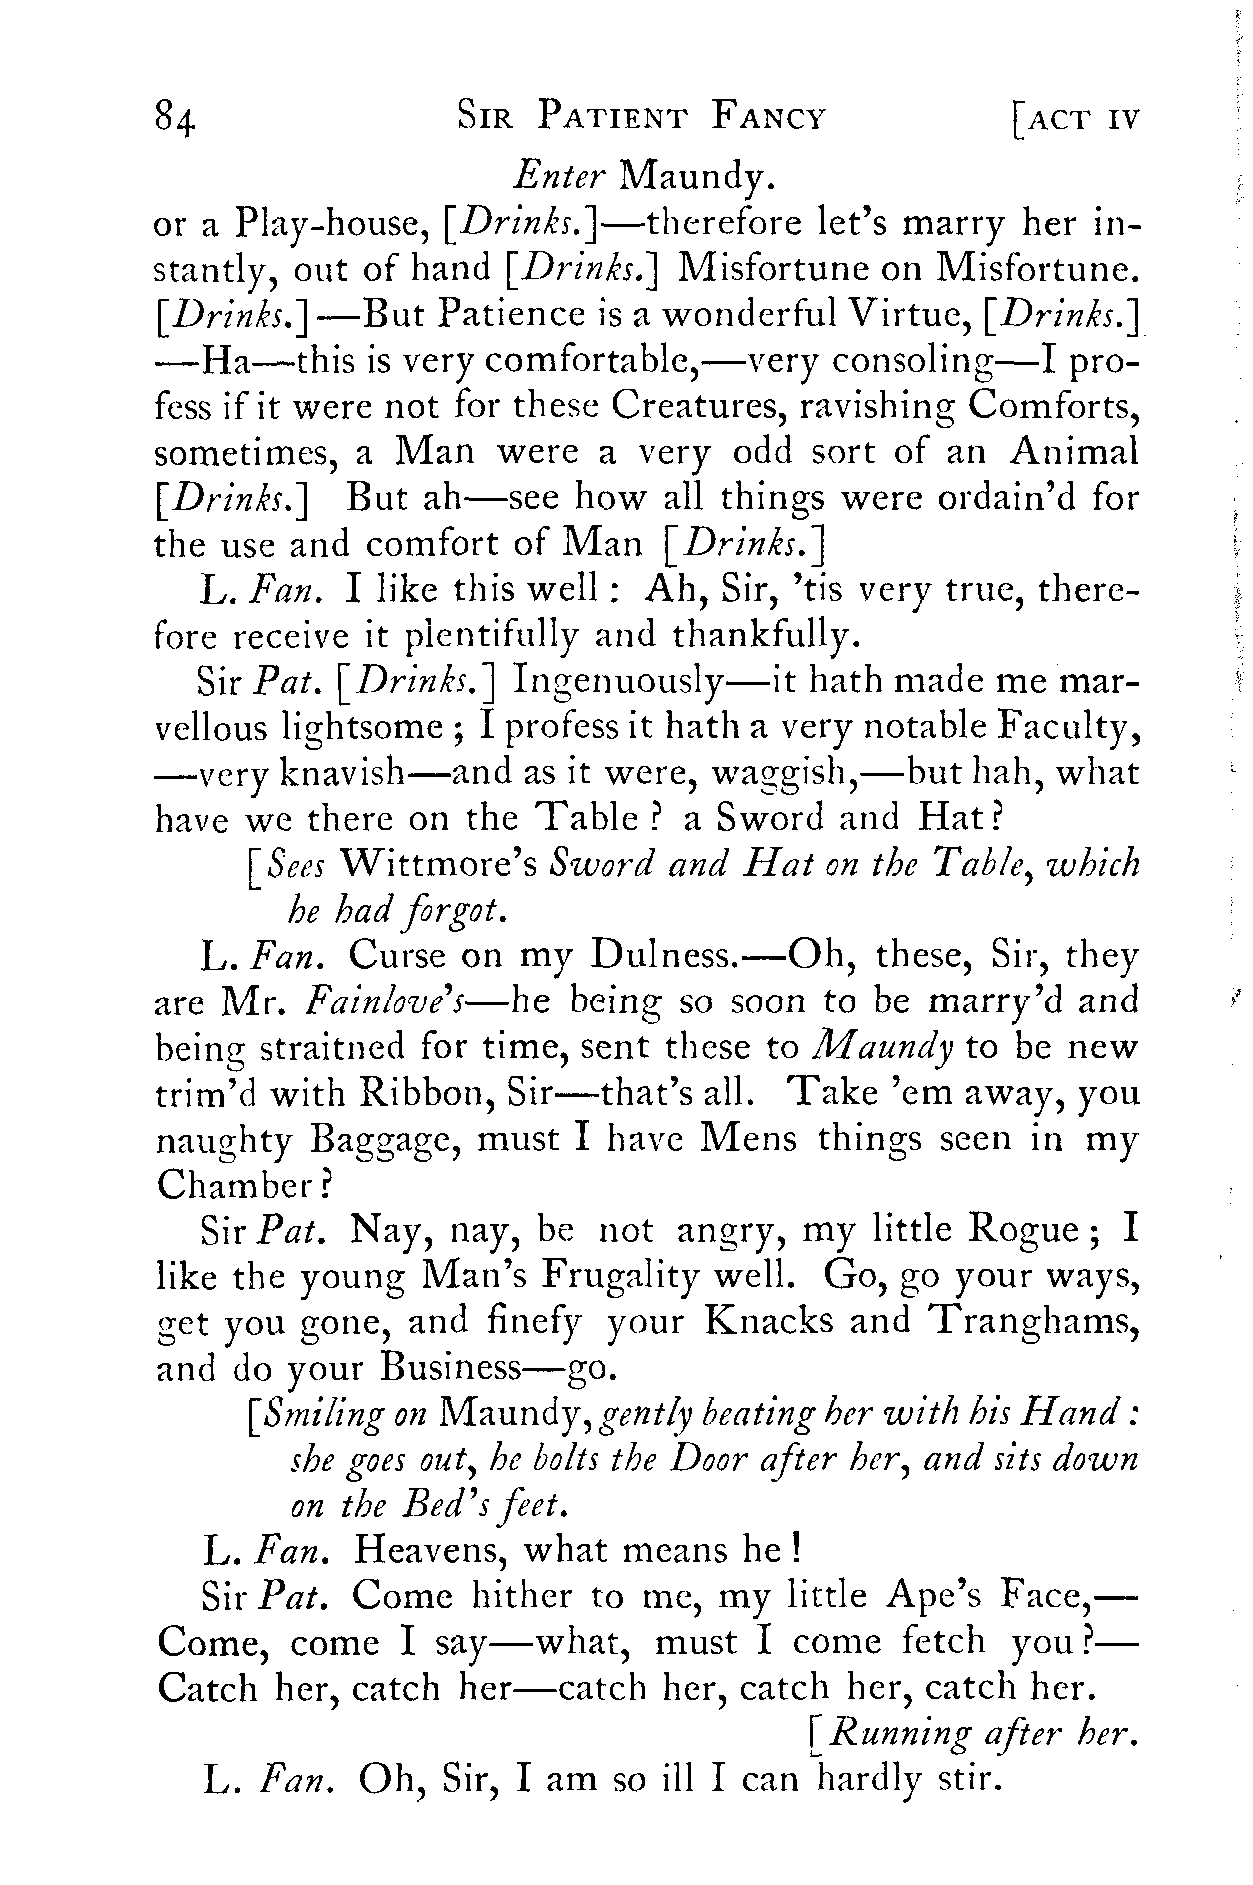 84 SIR PATIENT FANCY [ACT IV
Enter Maundy.
or a Play-house, [Drinks.]—therefore let's marry her in-
stantly, out of hand [Drinks.] Misfortune on Misfortune.
[Drinks.]—But Patience is a wonderful Virtue, [Drinks.]
—Ha—this is very comfortable,—very consoling—I pro-
fess if it were not for these Creatures, ravishing Comforts,
sometimes, a Man were a very odd sort of an Animal
[Drinks.] But ah—see how all things were ordain'd for
the use and comfort of Man [Drinks.]
L. Fan. I like this well : Ah, Sir, 'tis very true, there-
fore receive it plentifully and thankfully.
Sir Pat. [Drinks.] Ingenuously—it hath made me mar-
vellous lightsome ; I profess it hath a very notable Faculty,
—very knavish—and as it were, waggish,—but hah, what
have we there on the Table ? a Sword and Hat ?
[Sees Wittmore's Sword and Hat on the Table, which
he had forgot.
L. Fan. Curse on my Dulness.—Oh, these, Sir, they
are Mr. Fainlove's—he being so soon to be marry'd and
being straitned for time, sent these to Maundy to be new
trim'd with Ribbon, Sir—that's all. Take 'em away, you
naughty Baggage, must I have Mens things seen in my
Chamber ?
Sir Pat. Nay, nay, be not angry, my little Rogue ; I
like the young Man's Frugality well. Go, go your ways,
get you gone, and finefy your Knacks and Tranghams,
and do your Business—go.
[Smiling on Maundy, gently beating her with his Hand :
she goes out, he bolts the Door after her, and sits down
on the Bed's feet.
L. Fan. Heavens, what means he !
Sir Pat. Come hither to me, my little Ape's Face,—
Come, come I say—what, must I come fetch you ?—
Catch her, catch her—catch her, catch her, catch her.
[Running after her.
L. Fan. Oh, Sir, I am so ill I can hardly stir.